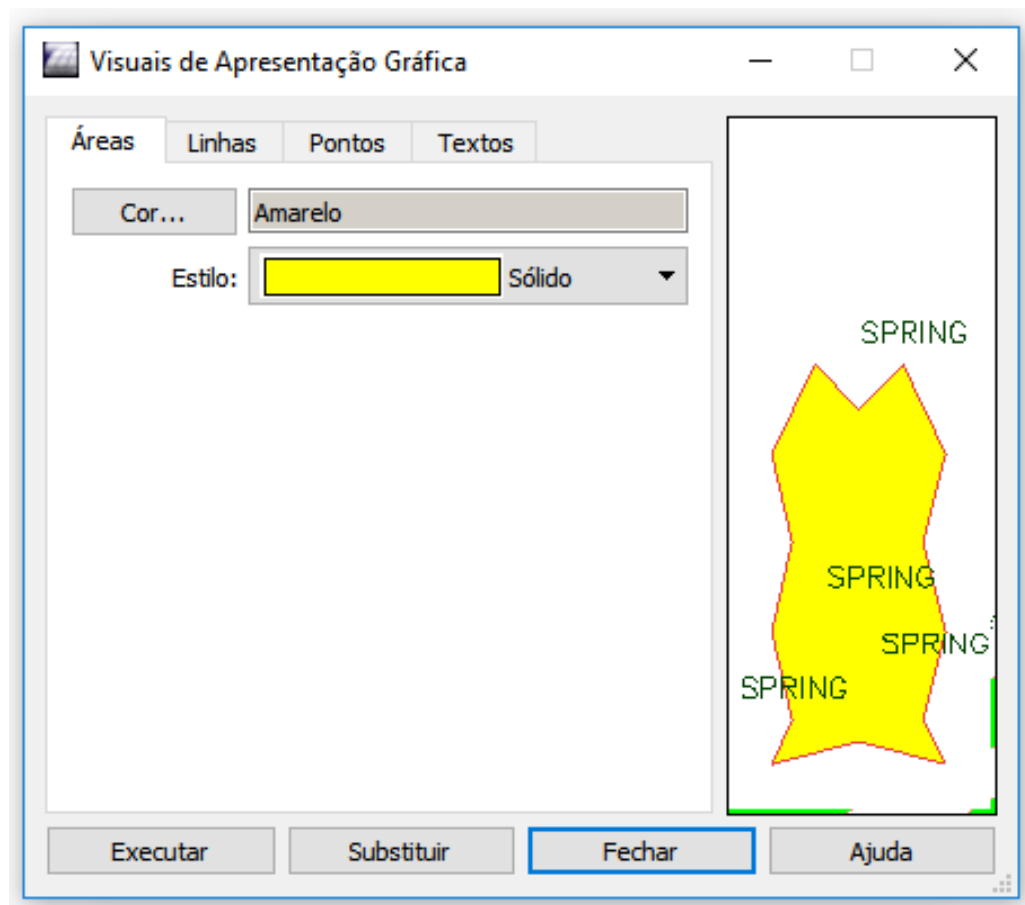 Visuais de Apresentação Gráfica
Áreas Linhas Pontos Textos
Cor... Amarelo
Estilo: Sólido
SPRING
SPRING
SPRING
SPRING
Executar Substituir Fechar Ajuda